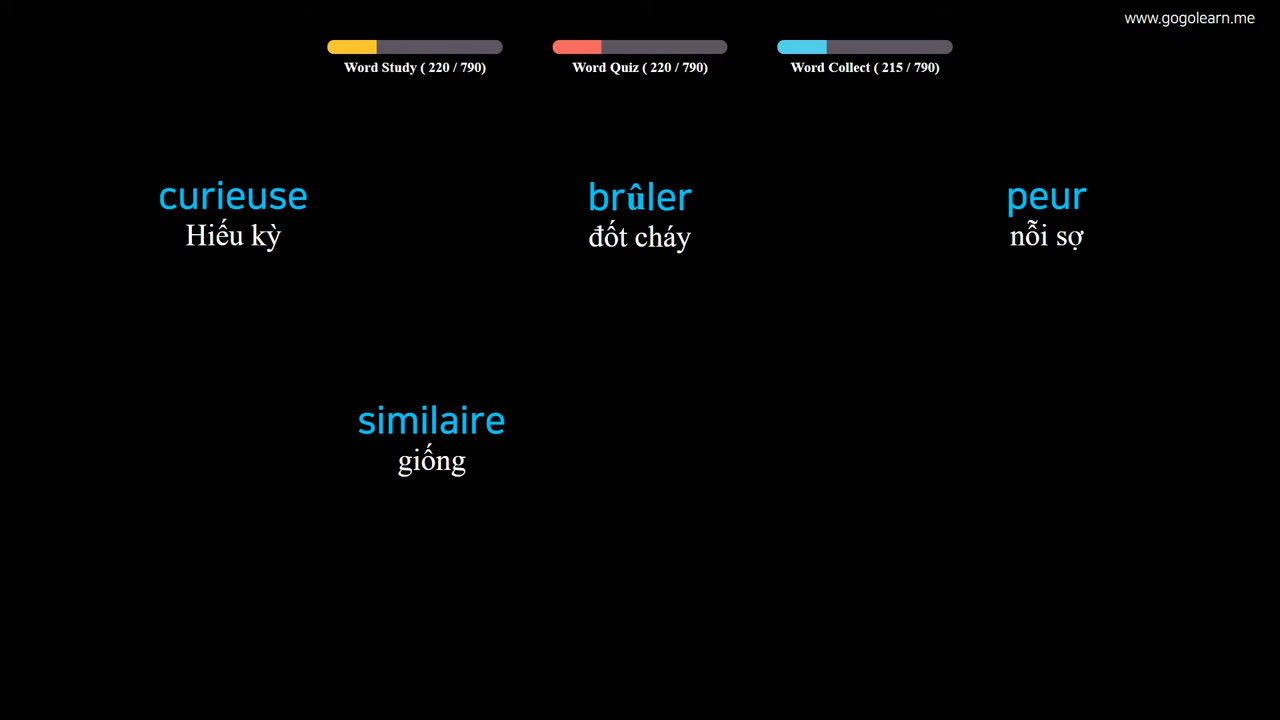 www.gogolearn.me
Word Study ( 220 / 790)
Word Quiz ( 220 / 790)
Word Collect ( 215 / 790)
curieuse
Hiếu kỳ
brûler
đốt cháy
peur
nỗi sợ
similaire
giống